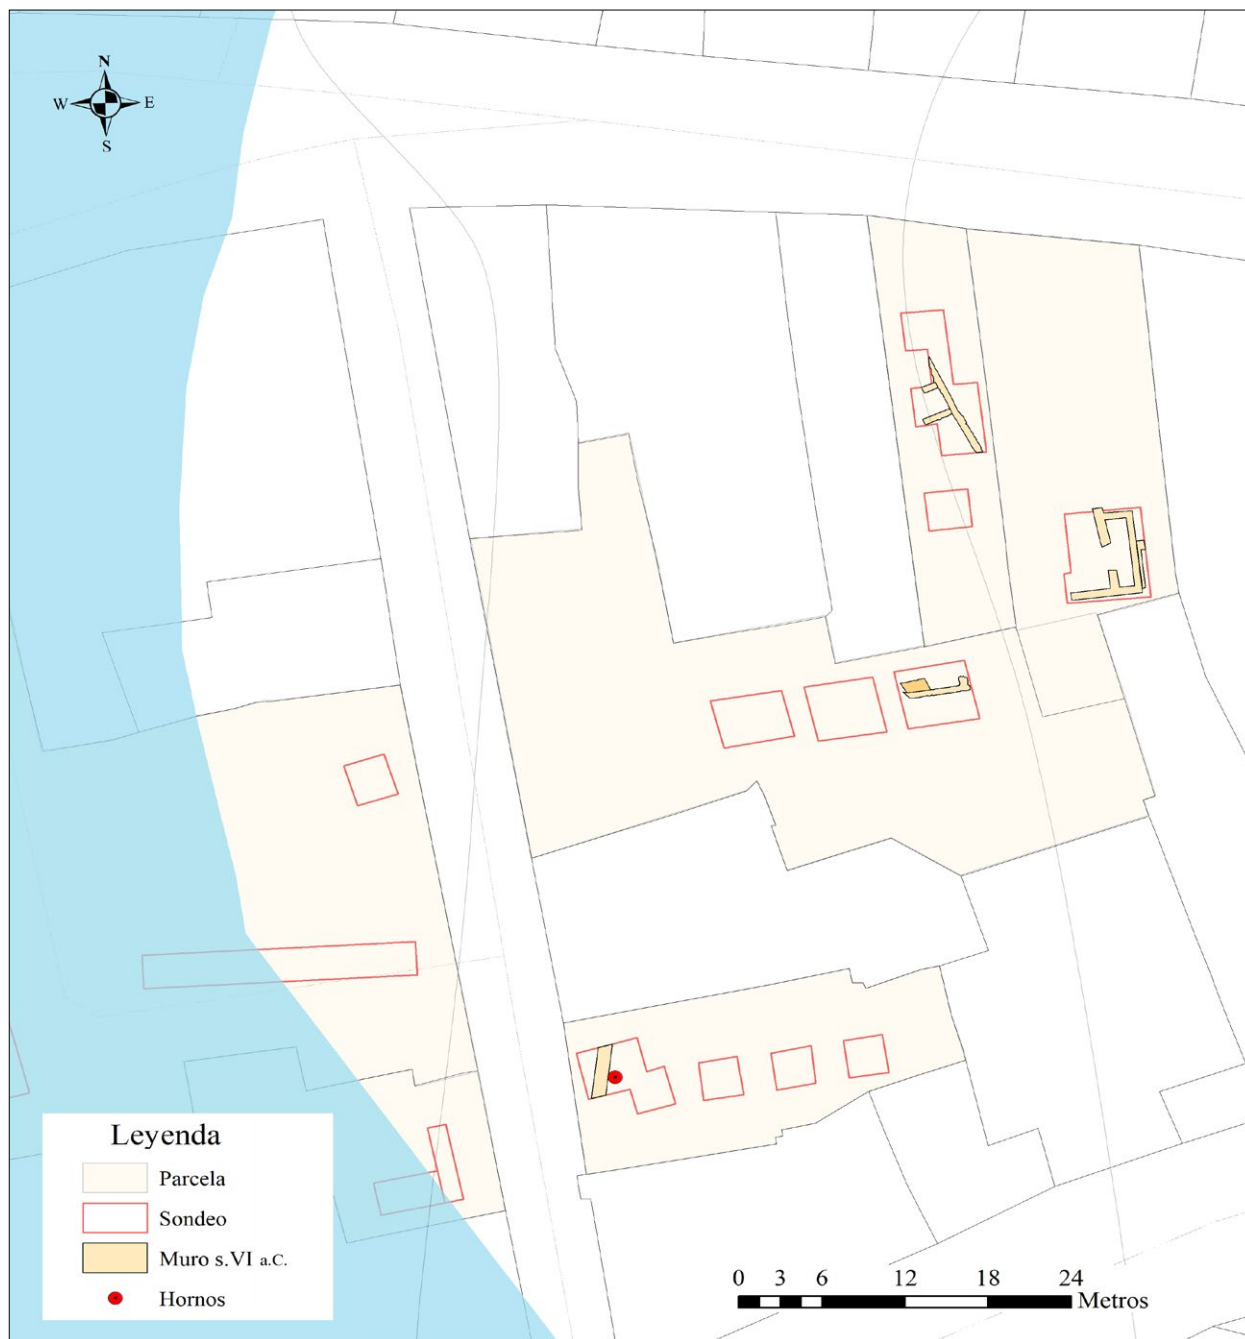 N
W E
S
Leyenda
Parcela
Sondeo
Muro s.VI a.C.
Hornos
0 3 6 12 18 24
Metros